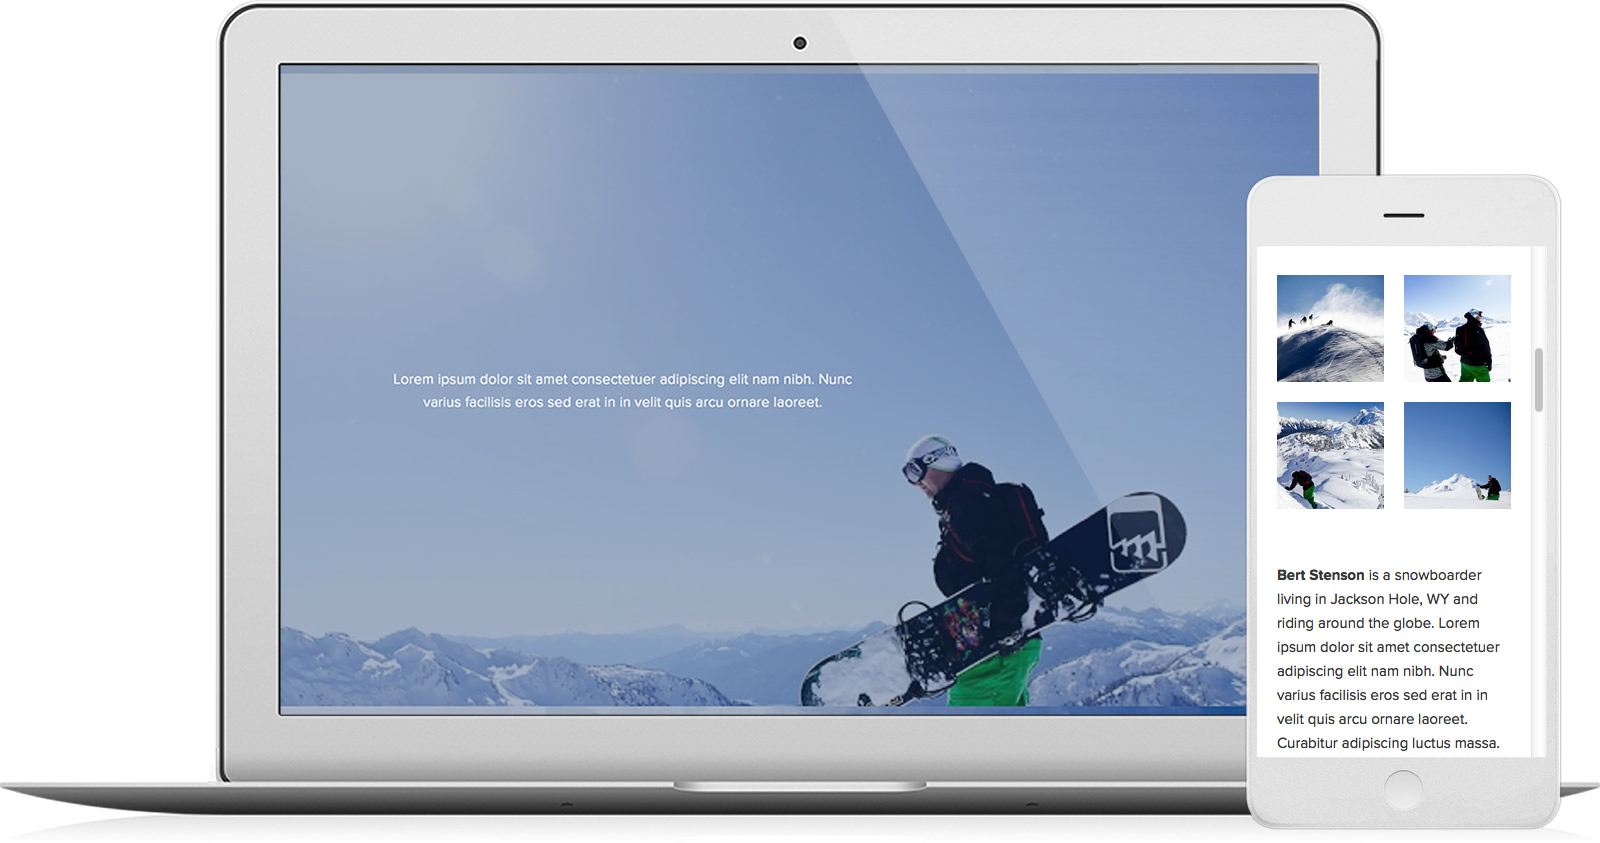 Lorem ipsum dolor sit amet consectetuer adipiscing elit nam nibh. Nunc
varius facilisis eros sed erat in in velit quis arcu ornare laoreet.
Bert Stenson is a snowboarder
living in Jackson Hole, WY and
riding around the globe. Lorem
ipsum dolor sit amet consectetuer
adipiscing elit nam nibh. Nunc
varius facilisis eros sed erat in in
velit quis arcu ornare laoreet.
Curabitur adipiscing luctus massa.